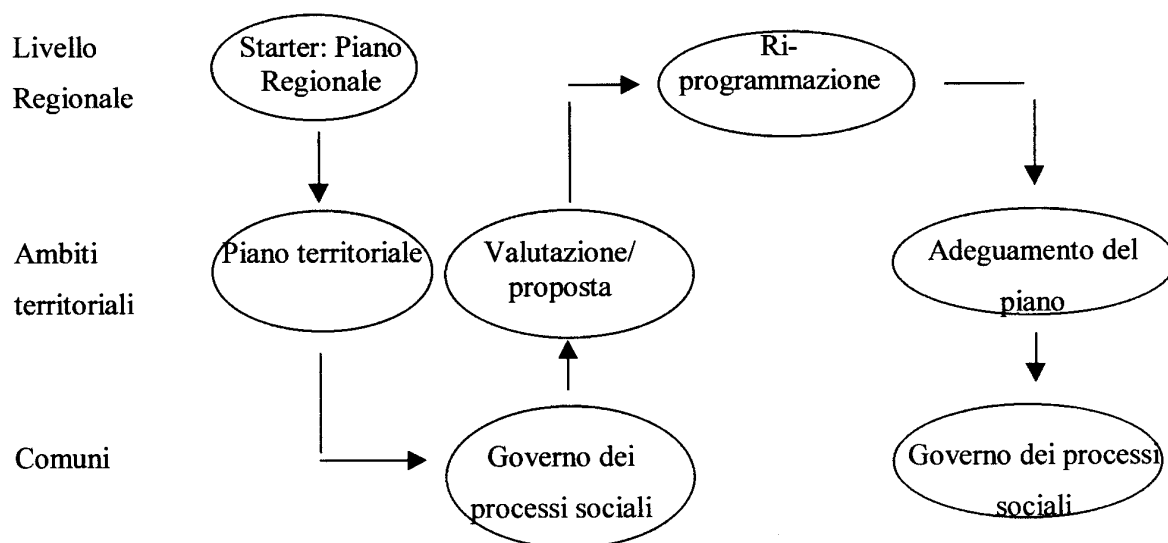 Livello
Regionale
Starter: Piano
Regionale
Ri-
programmazione
Ambiti
territoriali
Piano territoriale
Valutazione/
proposta
Adeguamento del
piano
Comuni
Governo dei
processi sociali
Governo dei processi
sociali